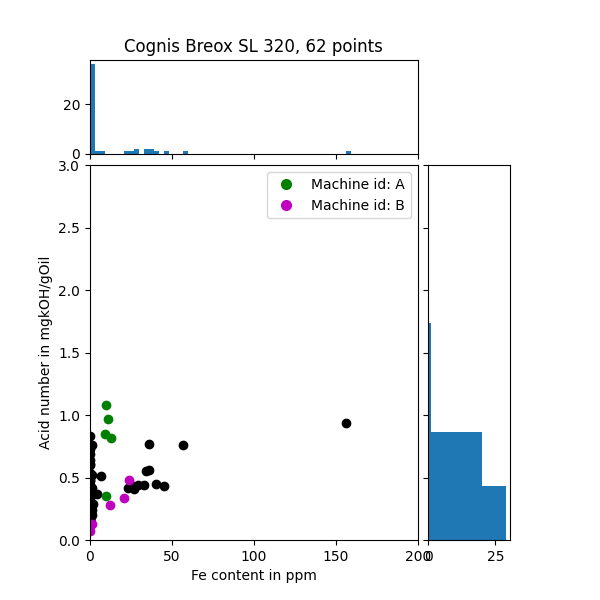 Cognis Breox SL 320, 62 points
20
0
3.0
2.5
2.0
1.5
1.0
0.5
0.0
Acid number in mgkOH/gOil
Machine id: A
Machine id: B
0 50 100 150 200 0 25
Fe content in ppm